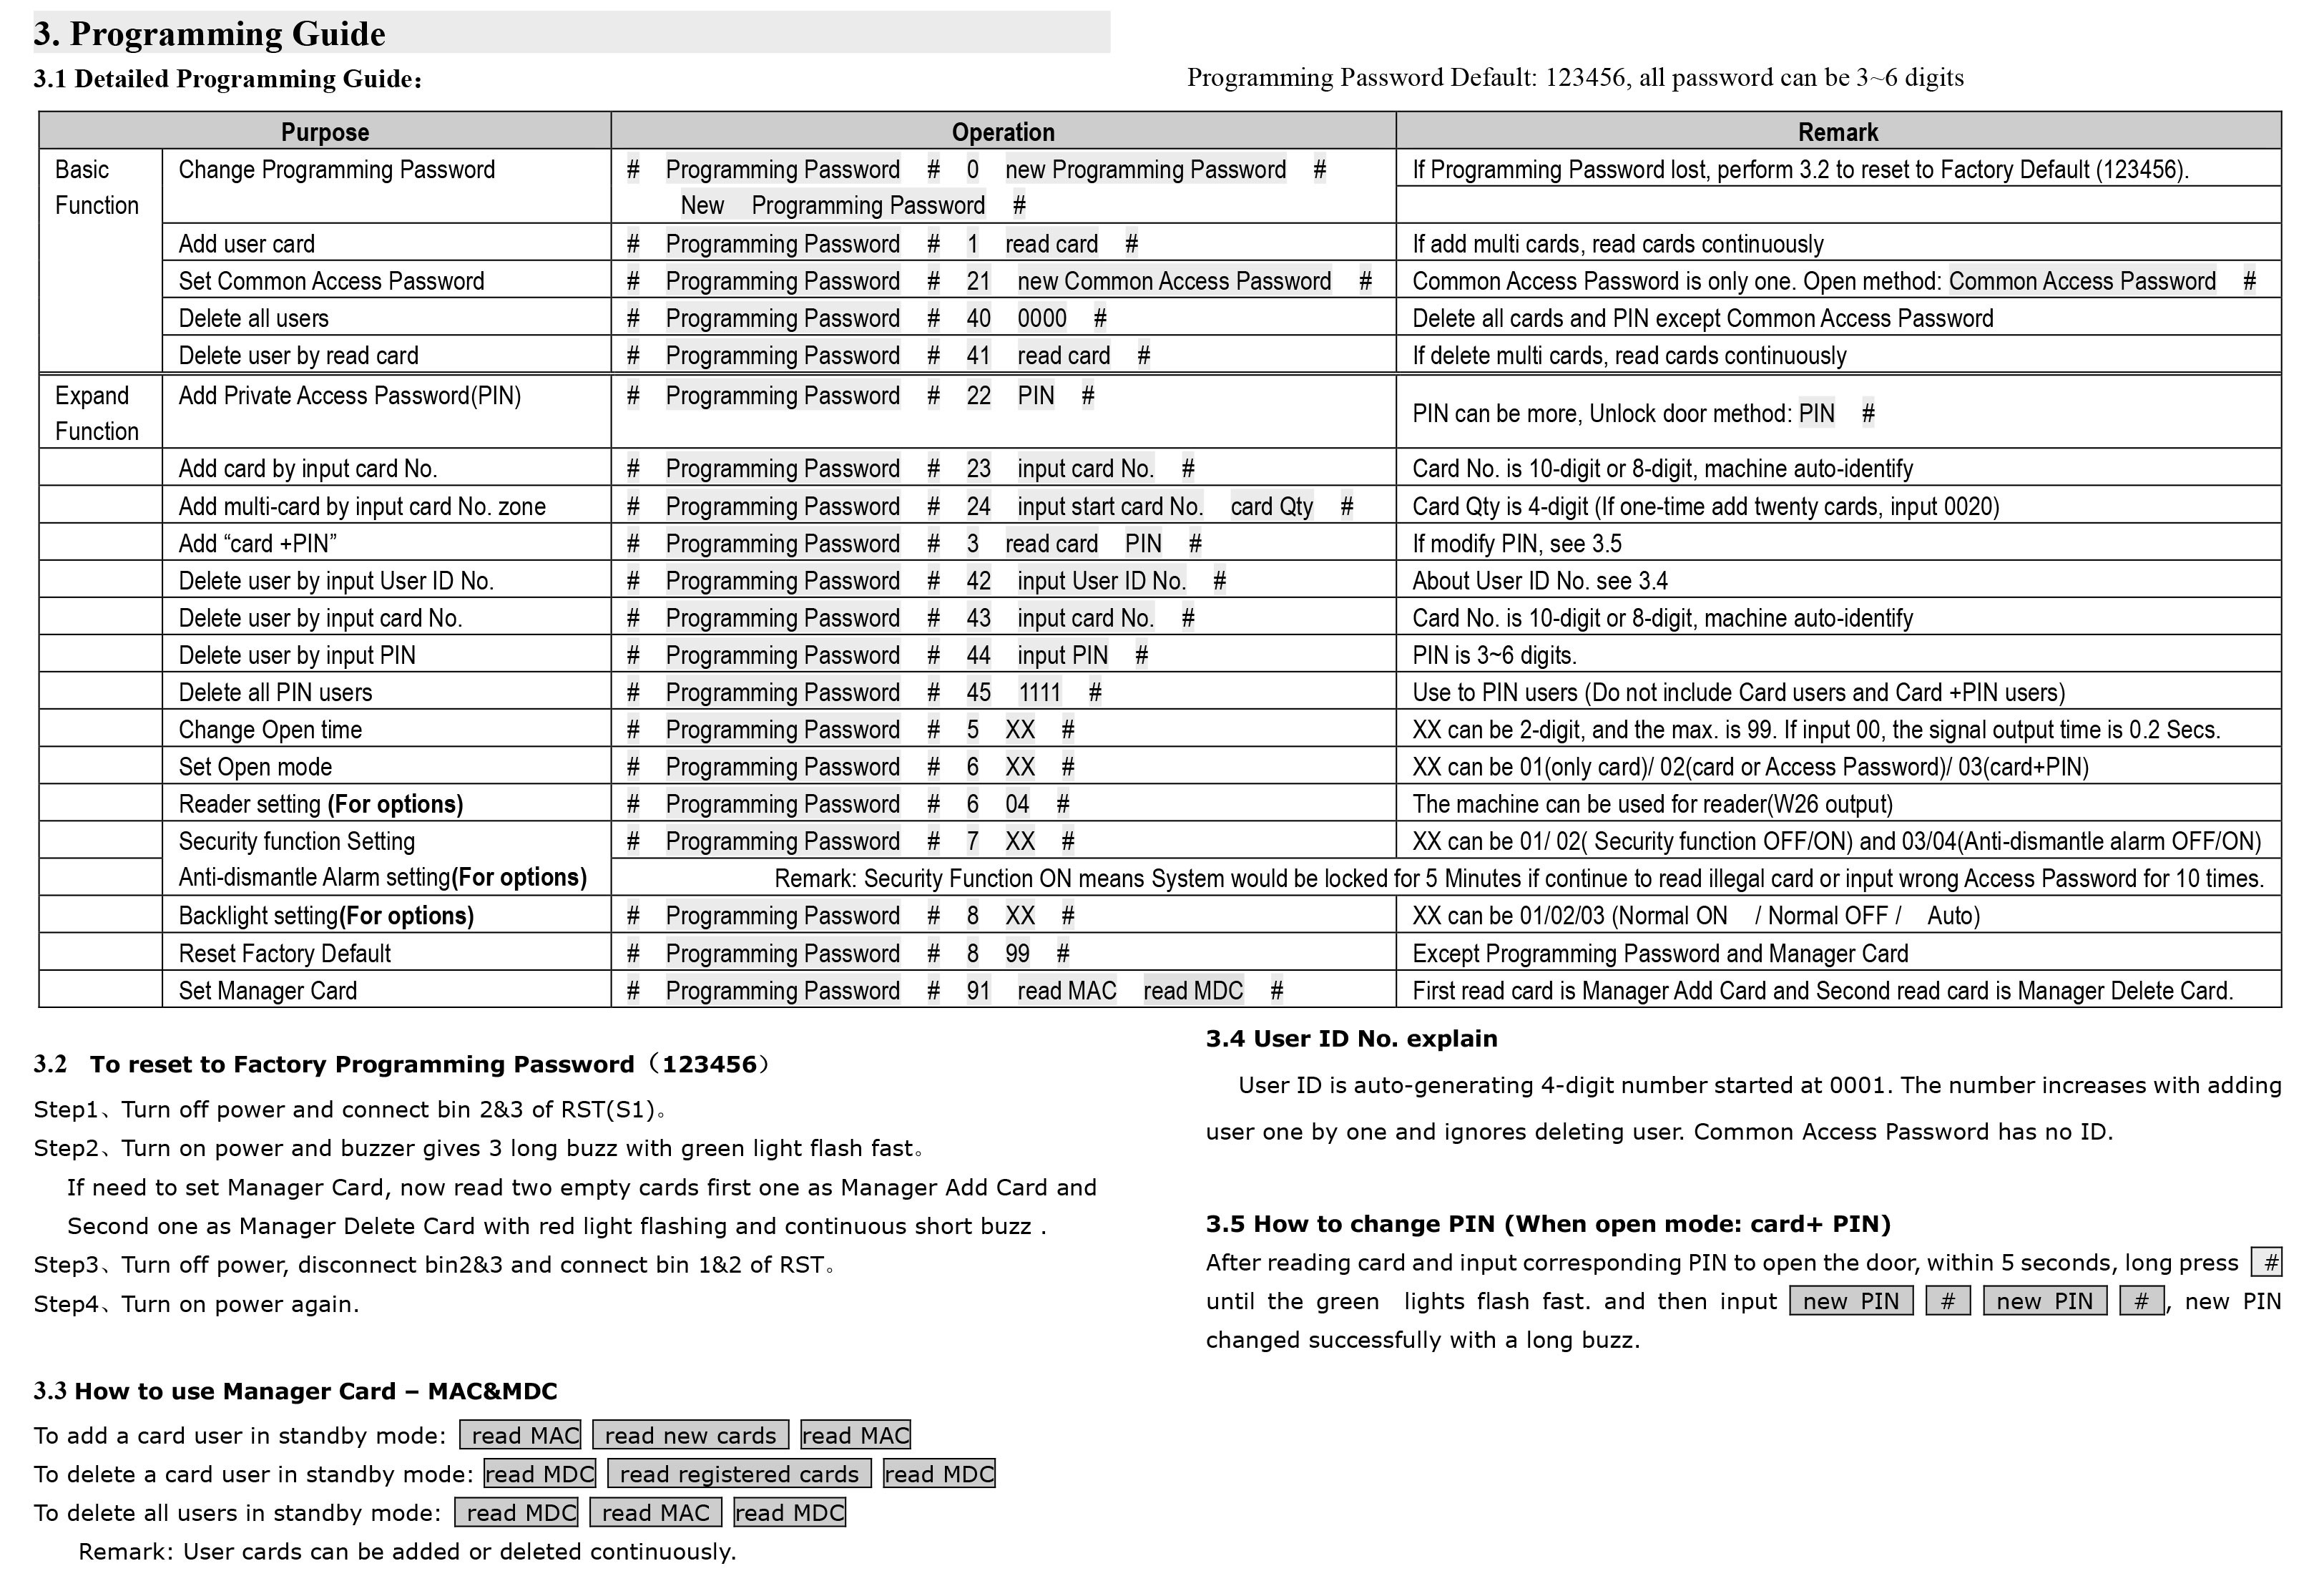 3. Programming Guide
3.1 Detailed Programming Guide：
Programming Password Default: 123456, all password can be 3~6 digits
Purpose Operation Remark
Basic Function Change Programming Password # Programming Password # 0 new Programming Password # If Programming Password lost, perform 3.2 to reset to Factory Default (123456).
New Programming Password #
Add user card # Programming Password # 1 read card # If add multi cards, read cards continuously
Set Common Access Password # Programming Password # 21 new Common Access Password # Common Access Password is only one. Open method: Common Access Password #
Delete all users # Programming Password # 40 0000 # Delete all cards and PIN except Common Access Password
Delete user by read card # Programming Password # 41 read card # If delete multi cards, read cards continuously
Expand Function Add Private Access Password(PIN) # Programming Password # 22 PIN # PIN can be more, Unlock door method: PIN #
Add card by input card No. # Programming Password # 23 input card No. # Card No. is 10-digit or 8-digit, machine auto-identify
Add multi-card by input card No. zone # Programming Password # 24 input start card No. card Qty # Card Qty is 4-digit (If one-time add twenty cards, input 0020)
Add “card +PIN” # Programming Password # 3 read card PIN # If modify PIN, see 3.5
Delete user by input User ID No. # Programming Password # 42 input User ID No. # About User ID No. see 3.4
Delete user by input card No. # Programming Password # 43 input card No. # Card No. is 10-digit or 8-digit, machine auto-identify
Delete user by input PIN # Programming Password # 44 input PIN # PIN is 3~6 digits.
Delete all PIN users # Programming Password # 45 1111 # Use to PIN users (Do not include Card users and Card +PIN users)
Change Open time # Programming Password # 5 XX # XX can be 2-digit, and the max. is 99. If input 00, the signal output time is 0.2 Secs.
Set Open mode # Programming Password # 6 XX # XX can be 01(only card)/ 02(card or Access Password)/ 03(card+PIN)
Reader setting (For options) # Programming Password # 6 04 # The machine can be used for reader(W26 output)
Security function Setting # Programming Password # 7 XX # XX can be 01/ 02( Security function OFF/ON) and 03/04(Anti-dismantle alarm OFF/ON)
Anti-dismantle Alarm setting(For options) Remark: Security Function ON means System would be locked for 5 Minutes if continue to read illegal card or input wrong Access Password for 10 times.
Backlight setting(For options) # Programming Password # 8 XX # XX can be 01/02/03 (Normal ON / Normal OFF / Auto)
Reset Factory Default # Programming Password # 8 99 # Except Programming Password and Manager Card
Set Manager Card # Programming Password # 91 read MAC read MDC # First read card is Manager Add Card and Second read card is Manager Delete Card.
3.2 To reset to Factory Programming Password（123456）
Step1、Turn off power and connect bin 2&3 of RST(S1)。
Step2、Turn on power and buzzer gives 3 long buzz with green light flash fast。
If need to set Manager Card, now read two empty cards first one as Manager Add Card and
Second one as Manager Delete Card with red light flashing and continuous short buzz .
Step3、Turn off power, disconnect bin2&3 and connect bin 1&2 of RST。
Step4、Turn on power again.
3.3 How to use Manager Card – MAC&MDC
To add a card user in standby mode: read MAC read new cards read MAC
To delete a card user in standby mode: read MDC read registered cards read MDC
To delete all users in standby mode: read MDC read MAC read MDC
Remark: User cards can be added or deleted continuously.
3.4 User ID No. explain
User ID is auto-generating 4-digit number started at 0001. The number increases with adding
user one by one and ignores deleting user. Common Access Password has no ID.
3.5 How to change PIN (When open mode: card+ PIN)
After reading card and input corresponding PIN to open the door, within 5 seconds, long press #
until the green lights flash fast. and then input new PIN # new PIN #, new PIN
changed successfully with a long buzz.